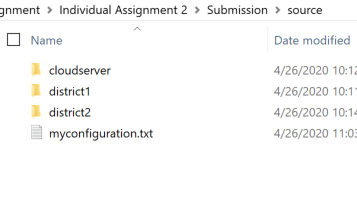 gnment > Individual Assignment 2 > Submission > source
Name Date modified
cloudserver 4/26/2020 10:12
district1 4/26/2020 10:11
district2 4/26/2020 10:14
myconfiguration.txt 4/26/2020 11:03